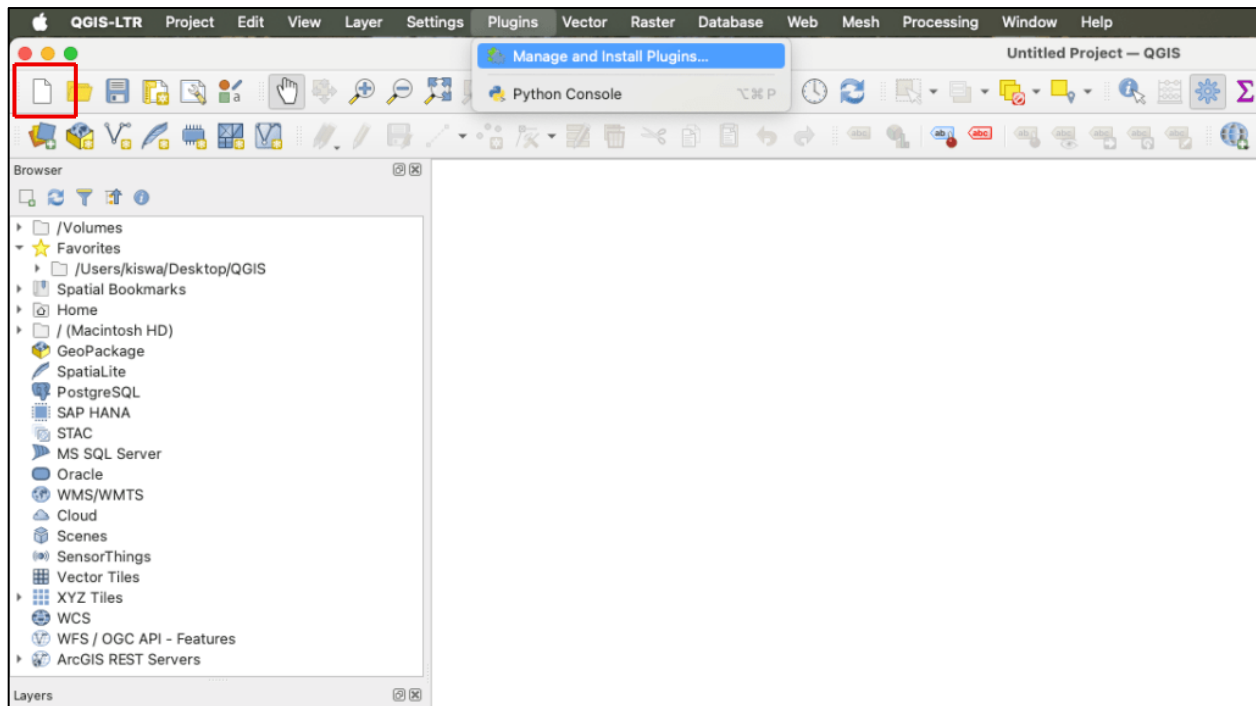 QGIS-LTR Project Edit View Layer Settings Plugins Vector Raster Database Web Mesh Processing Window Help
Manage and Install Plugins...
Untitled Project — QGIS
Python Console ⌥⌘P
Browser
/Volumes
Favorites
/Users/kiswa/Desktop/QGIS
Spatial Bookmarks
Home
/ (Macintosh HD)
GeoPackage
SpatiaLite
PostgreSQL
SAP HANA
STAC
MS SQL Server
Oracle
WMS/WMTS
Cloud
Scenes
SensorThings
Vector Tiles
XYZ Tiles
WCS
WFS / OGC API - Features
ArcGIS REST Servers
Layers